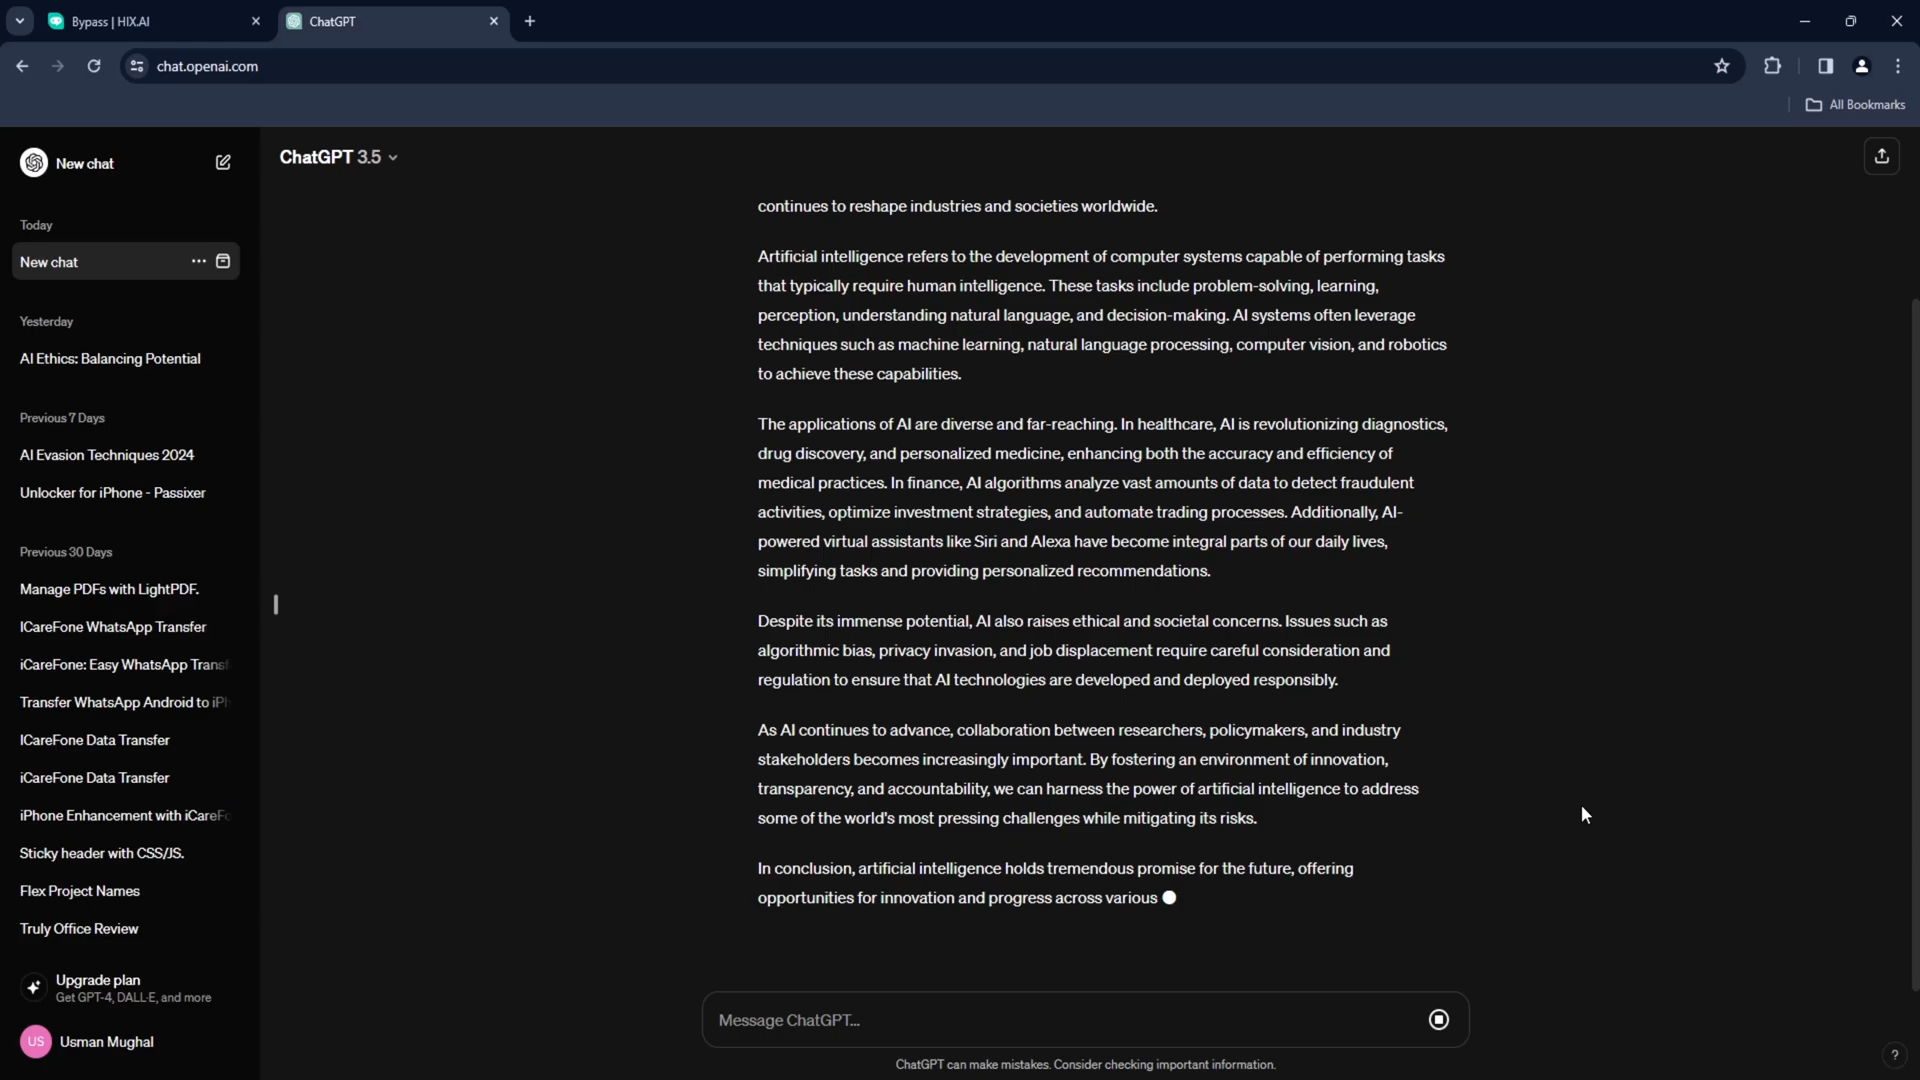 Bypass | HIX.AI
ChatGPT
chat.openai.com
All Bookmarks
New chat
ChatGPT 3.5
Today
New chat
Yesterday
AI Ethics: Balancing Potential
Previous 7 Days
AI Evasion Techniques 2024
Unlocker for iPhone - Passixer
Previous 30 Days
Manage PDFs with LightPDF.
ICareFone WhatsApp Transfer
iCareFone: Easy WhatsApp Transf
Transfer WhatsApp Android to iPh
ICareFone Data Transfer
iCareFone Data Transfer
iPhone Enhancement with iCareFo
Sticky header with CSS/JS.
Flex Project Names
Truly Office Review
Upgrade plan
Get GPT-4, DALL·E, and more
US Usman Mughal
continues to reshape industries and societies worldwide.
Artificial intelligence refers to the development of computer systems capable of performing tasks
that typically require human intelligence. These tasks include problem-solving, learning,
perception, understanding natural language, and decision-making. AI systems often leverage
techniques such as machine learning, natural language processing, computer vision, and robotics
to achieve these capabilities.
The applications of AI are diverse and far-reaching. In healthcare, AI is revolutionizing diagnostics,
drug discovery, and personalized medicine, enhancing both the accuracy and efficiency of
medical practices. In finance, AI algorithms analyze vast amounts of data to detect fraudulent
activities, optimize investment strategies, and automate trading processes. Additionally, AI-
powered virtual assistants like Siri and Alexa have become integral parts of our daily lives,
simplifying tasks and providing personalized recommendations.
Despite its immense potential, AI also raises ethical and societal concerns. Issues such as
algorithmic bias, privacy invasion, and job displacement require careful consideration and
regulation to ensure that AI technologies are developed and deployed responsibly.
As AI continues to advance, collaboration between researchers, policymakers, and industry
stakeholders becomes increasingly important. By fostering an environment of innovation,
transparency, and accountability, we can harness the power of artificial intelligence to address
some of the world's most pressing challenges while mitigating its risks.
In conclusion, artificial intelligence holds tremendous promise for the future, offering
opportunities for innovation and progress across various
Message ChatGPT...
ChatGPT can make mistakes. Consider checking important information.
?